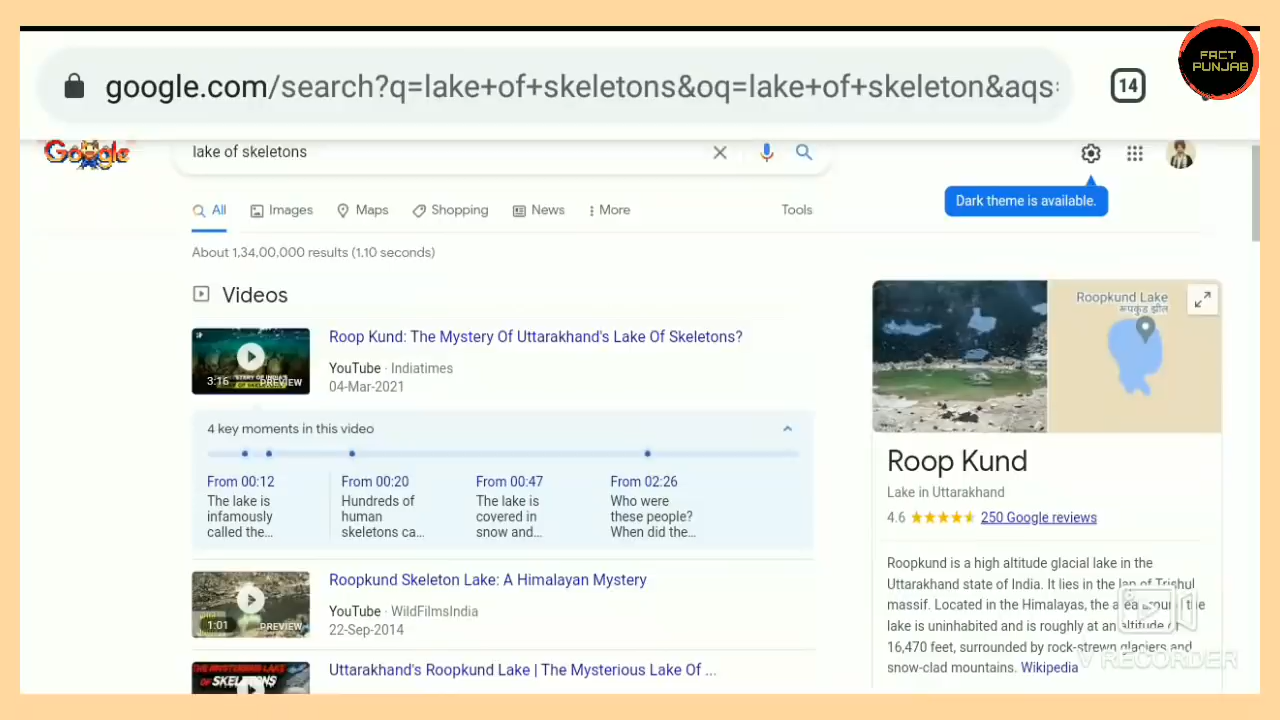 FACT
PUNJAB
google.com/search?q=lake+of+skeletons&oq=lake+of+skeleton&aqs=
14
Google
lake of skeletons
Dark theme is available.
All
Images
Maps
Shopping
News
More
Tools
About 1,34,00,000 results (1.10 seconds)
Videos
Roop Kund: The Mystery Of Uttarakhand's Lake Of Skeletons?
YouTube · Indiatimes
04-Mar-2021
3:16
PREVIEW
4 key moments in this video
From 00:12
The lake is
infamously
called the...
From 00:20
Hundreds of
human
skeletons ca...
From 00:47
The lake is
covered in
snow and...
From 02:26
Who were
these people?
When did the...
Roopkund Skeleton Lake: A Himalayan Mystery
YouTube · WildFilmsIndia
22-Sep-2014
1:01
PREVIEW
Uttarakhand's Roopkund Lake | The Mysterious Lake Of ...
THE MYSTERIOUS LAKE
OF SKELETONS
Roopkund Lake
रूपकुंड झील
Roop Kund
Lake in Uttarakhand
4.6
250 Google reviews
Roopkund is a high altitude glacial lake in the
Uttarakhand state of India. It lies in the lap of Trishul
massif. Located in the Himalayas, the area around the
lake is uninhabited and is roughly at an altitude of
16,470 feet, surrounded by rock-strewn glaciers and
snow-clad mountains. Wikipedia
V RECORDER